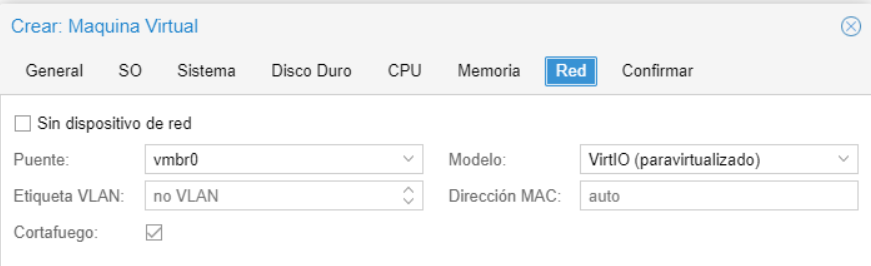 Crear: Maquina Virtual
General SO Sistema Disco Duro CPU Memoria Red Confirmar
Sin dispositivo de red
Puente: vmbr0 Modelo: VirtIO (paravirtualizado)
Etiqueta VLAN: no VLAN Dirección MAC: auto
Cortafuego: